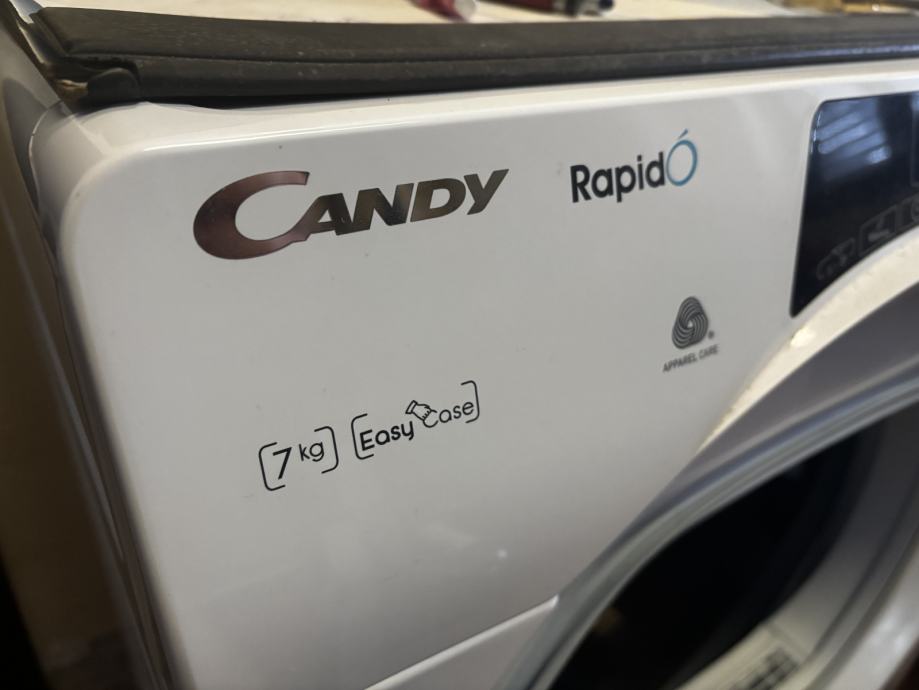 CANDY
RapidÓ
APPAREL CARE
7 kg Easy Case